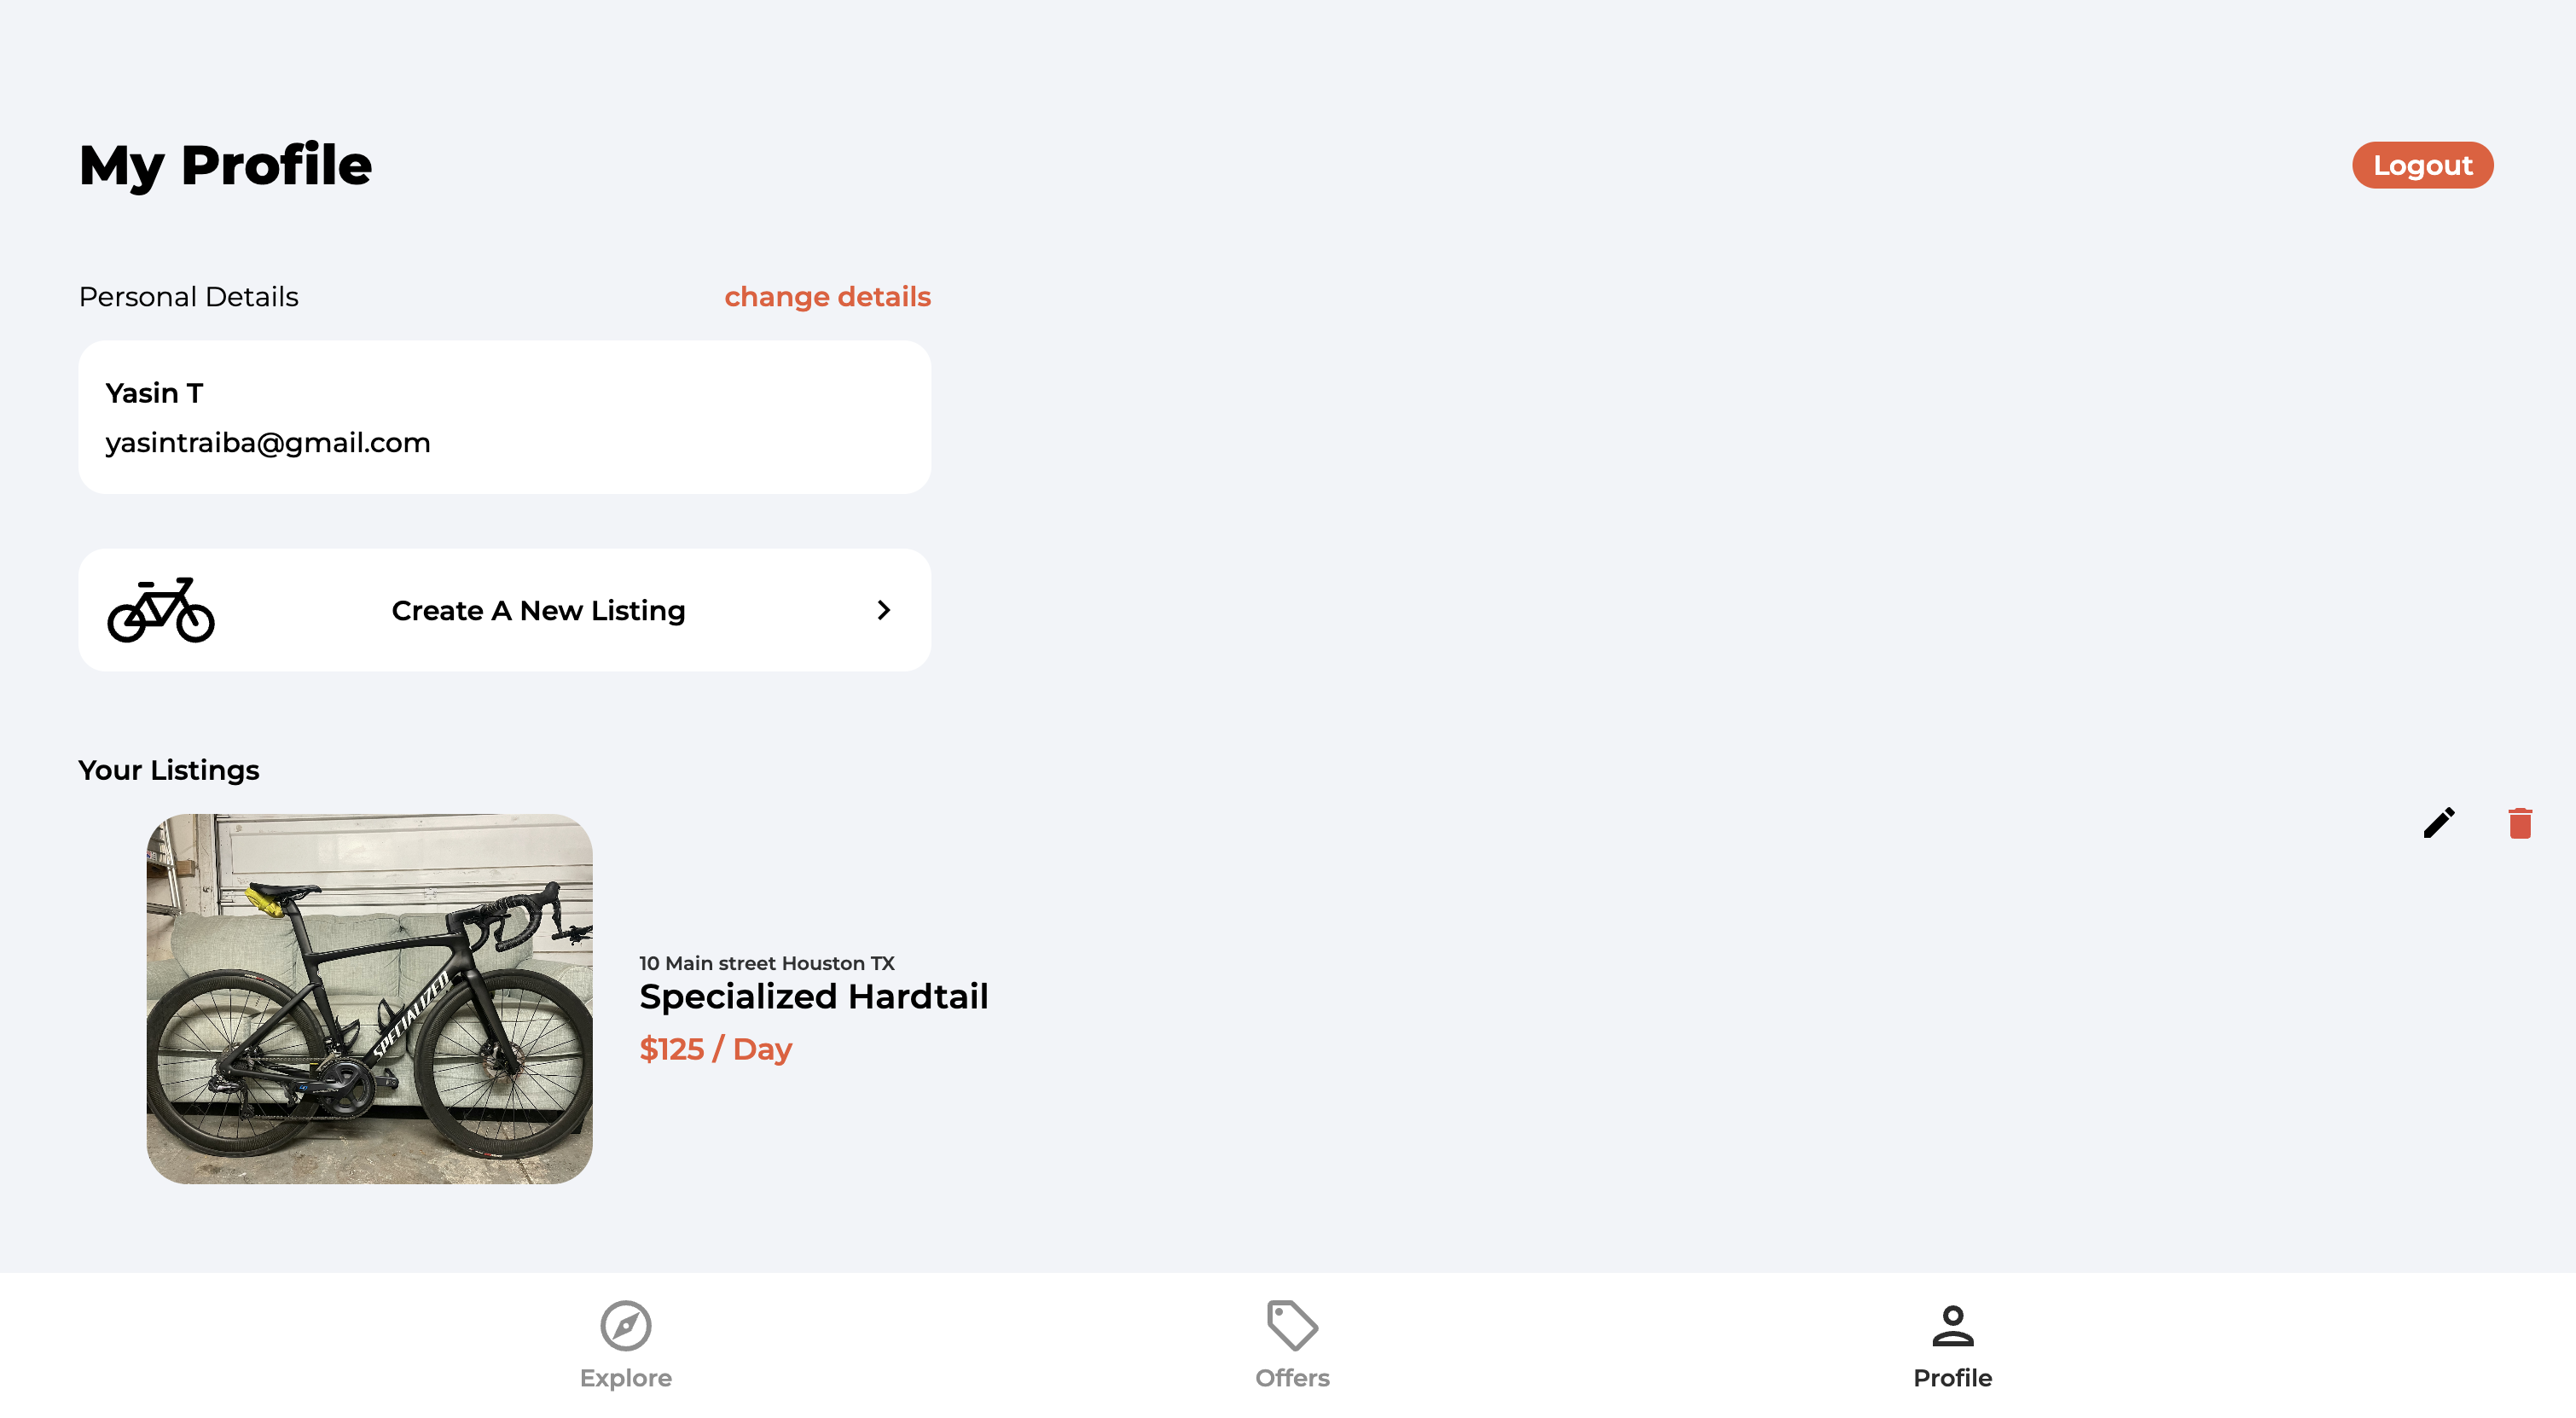 My Profile
Logout
Personal Details
change details
Yasin T
yasintraiba@gmail.com
Create A New Listing
Your Listings
SPECIALIZED
10 Main street Houston TX
Specialized Hardtail
$125 / Day
Explore
Offers
Profile